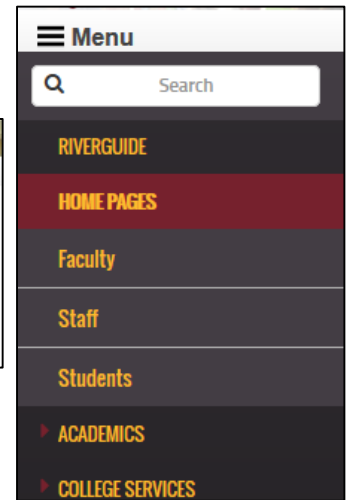 Menu
Search
RIVERGUIDE
HOME PAGES
Faculty
Staff
Students
ACADEMICS
COLLEGE SERVICES